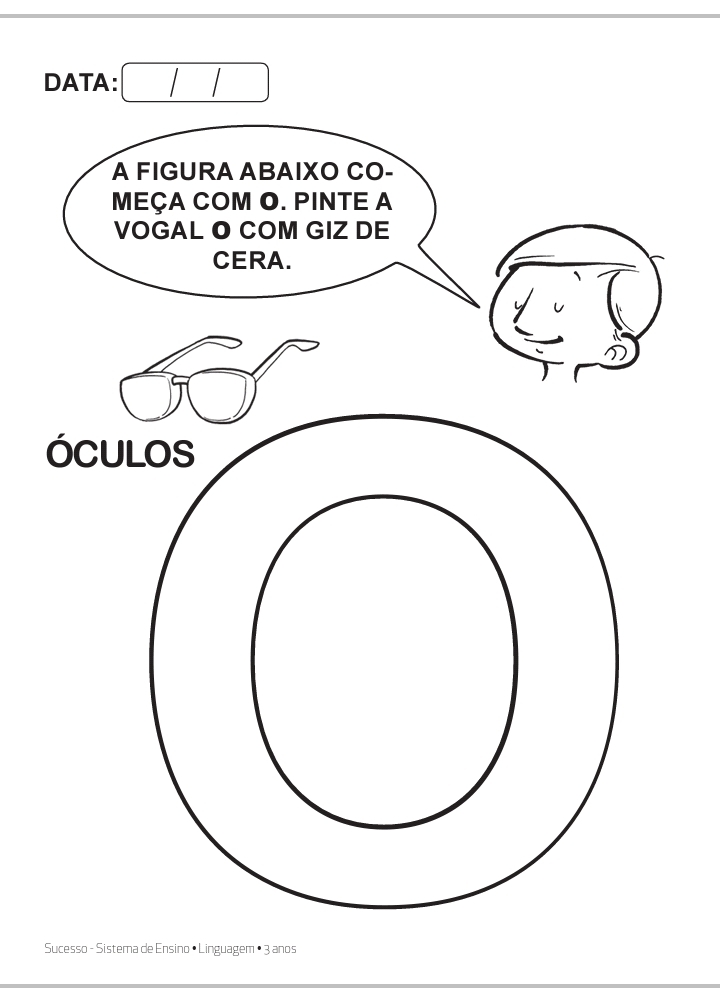 DATA: / /
A FIGURA ABAIXO CO-
MEÇA COM O. PINTE A
VOGAL O COM GIZ DE
CERA.
ÓCULOS
O
Sucesso - Sistema de Ensino • Linguagem • 3 anos